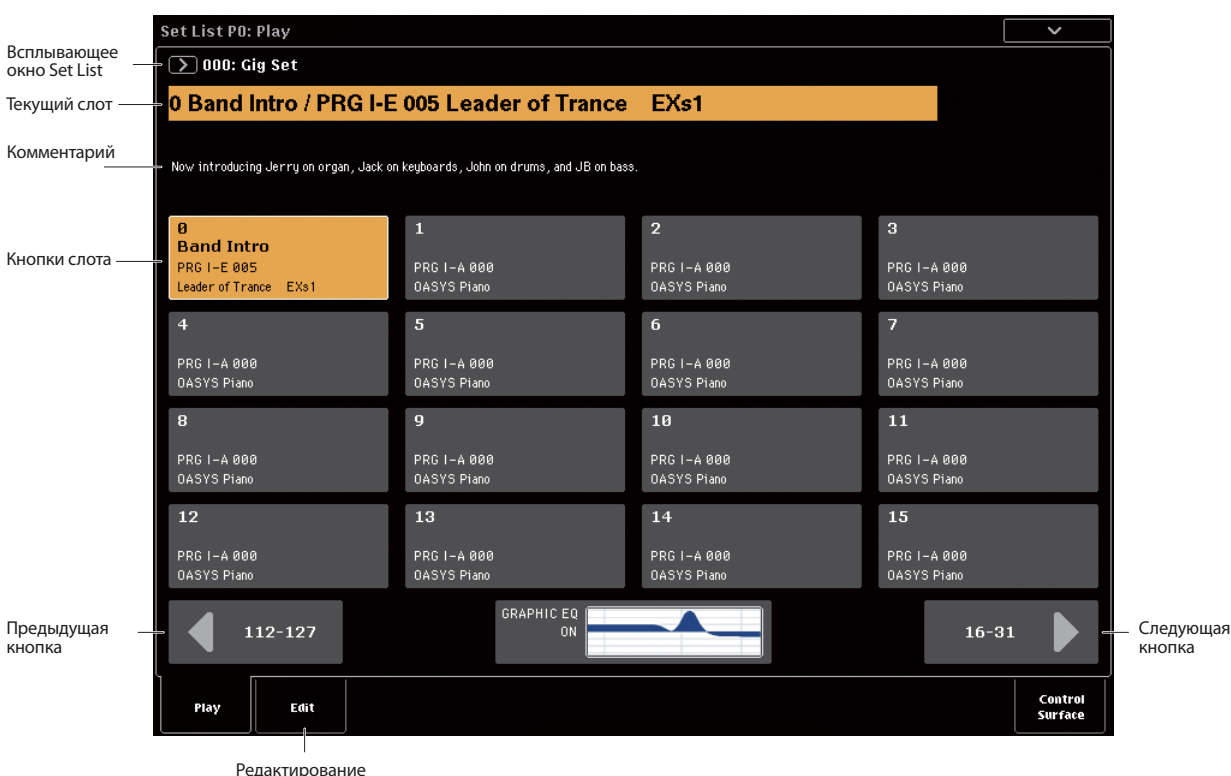 Set List P0: Play
Всплывающее
окно Set List
000: Gig Set
Текущий слот
0 Band Intro / PRG I-E 005 Leader of Trance EXs1
Комментарий
Now introducing Jerry on organ, Jack on keyboards, John on drums, and JB on bass.
Кнопки слота
0
Band Intro
PRG I-E 005
Leader of Trance EXs1
1
PRG I-A 000
OASYS Piano
2
PRG I-A 000
OASYS Piano
3
PRG I-A 000
OASYS Piano
4
PRG I-A 000
OASYS Piano
5
PRG I-A 000
OASYS Piano
6
PRG I-A 000
OASYS Piano
7
PRG I-A 000
OASYS Piano
8
PRG I-A 000
OASYS Piano
9
PRG I-A 000
OASYS Piano
10
PRG I-A 000
OASYS Piano
11
PRG I-A 000
OASYS Piano
12
PRG I-A 000
OASYS Piano
13
PRG I-A 000
OASYS Piano
14
PRG I-A 000
OASYS Piano
15
PRG I-A 000
OASYS Piano
Предыдущая
кнопка
112-127
GRAPHIC EQ
ON
16-31
Следующая
кнопка
Play
Edit
Control
Surface
Редактирование